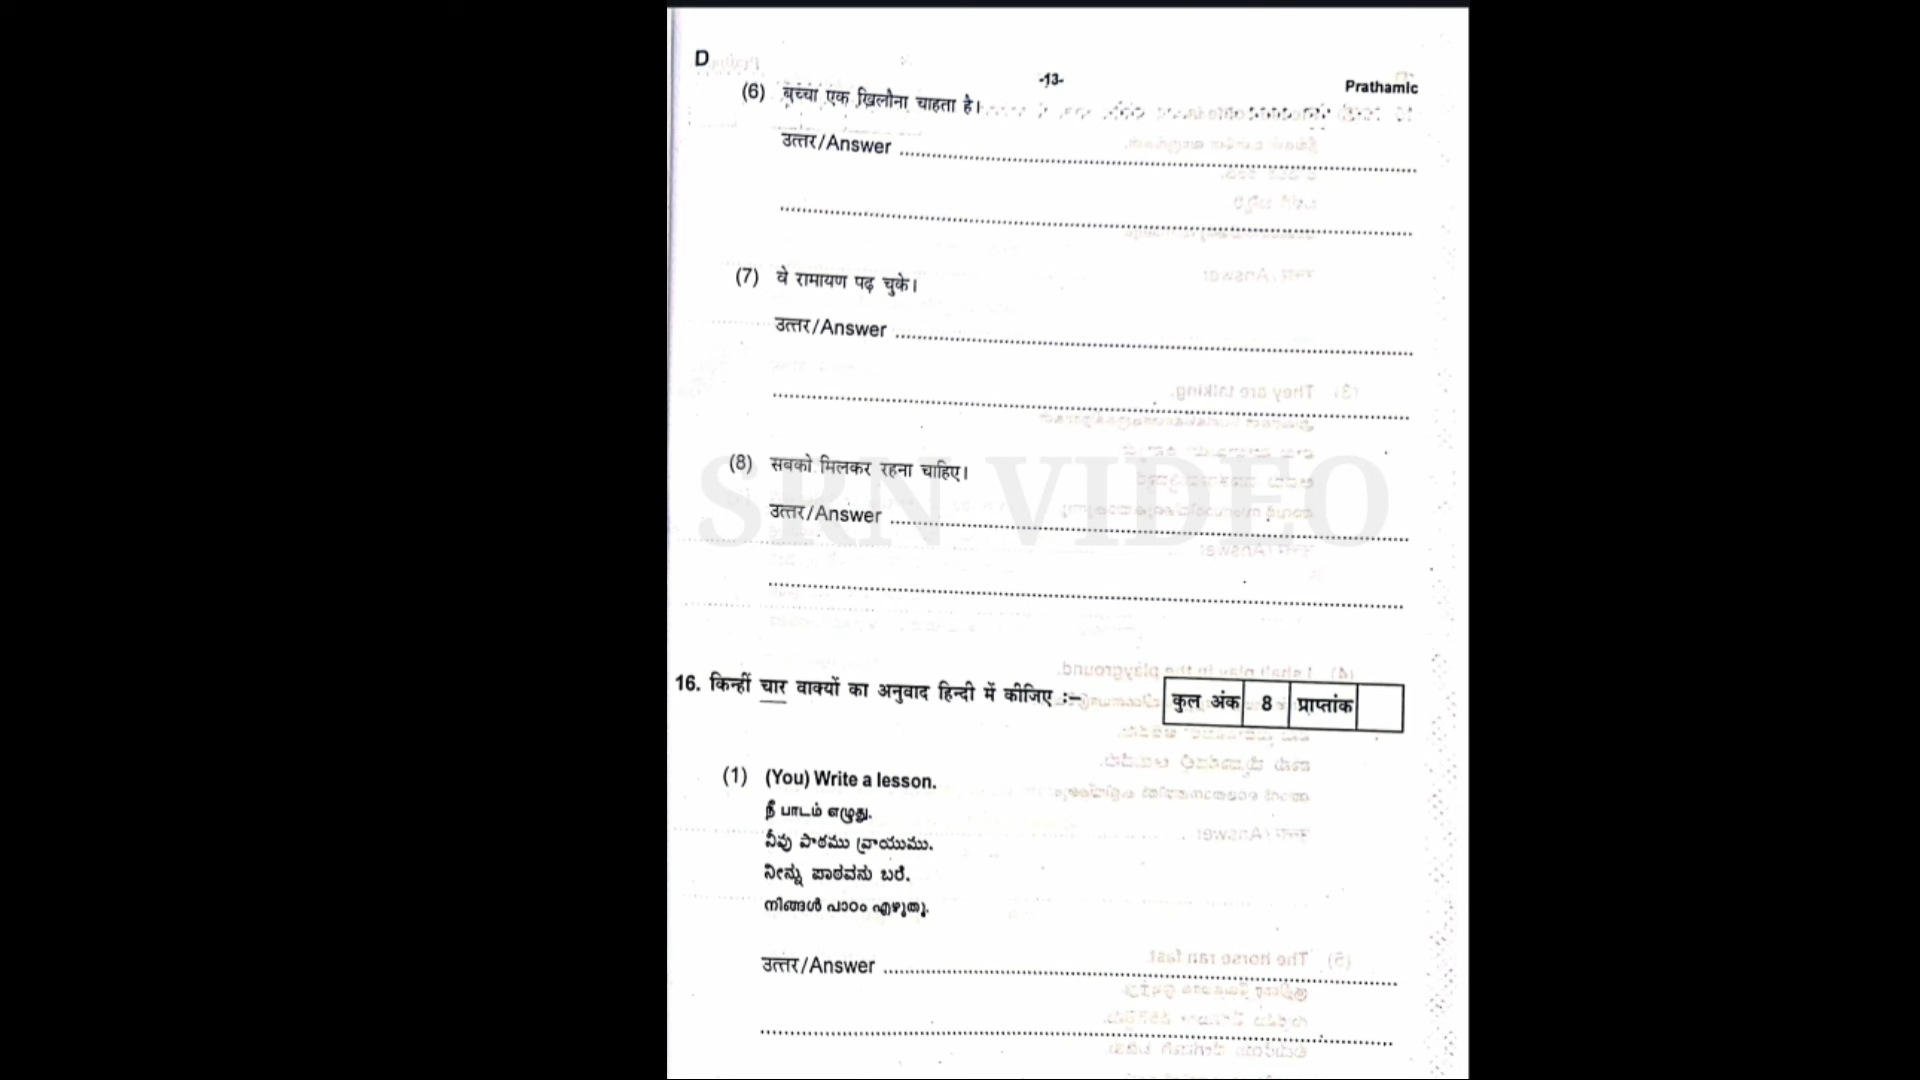 D
-13-
Prathamic
(6) बच्चा एक खिलौना चाहता है।
उत्तर/Answer
(7) वे रामायण पढ़ चुके।
उत्तर/Answer
(8) सबको मिलकर रहना चाहिए।
उत्तर/Answer
SRN VIDEO
16. किन्हीं चार वाक्यों का अनुवाद हिन्दी में कीजिए :–
कुल अंक 8 प्राप्तांक
(1) (You) Write a lesson.
நீ பாடம் எழுது.
నీవు పాఠము వ్రాయుము.
ನೀನ್ನು ಪಾಠವನು ಬರೆ.
നിങ്ങൾ പാഠം എഴുതൂ.
उत्तर/Answer